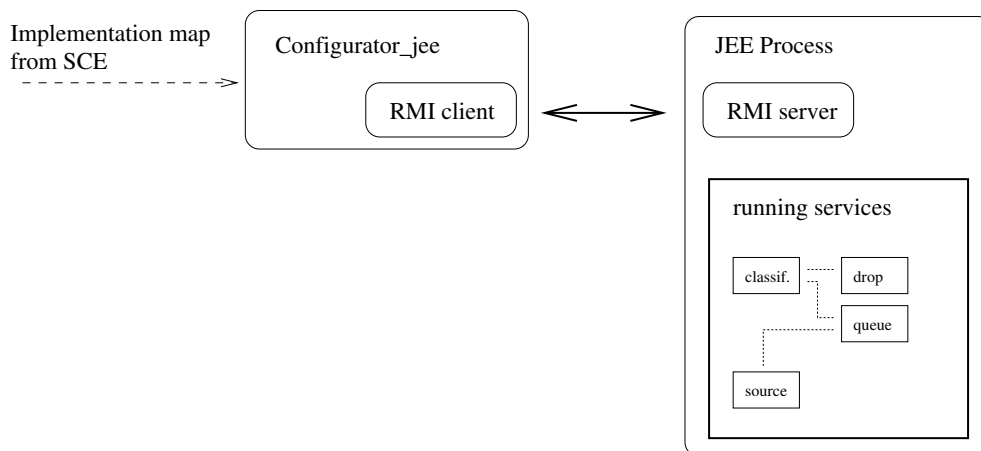 Implementation map
from SCE
Configurator_jee
RMI client
JEE Process
RMI server
running services
classif.
drop
queue
source